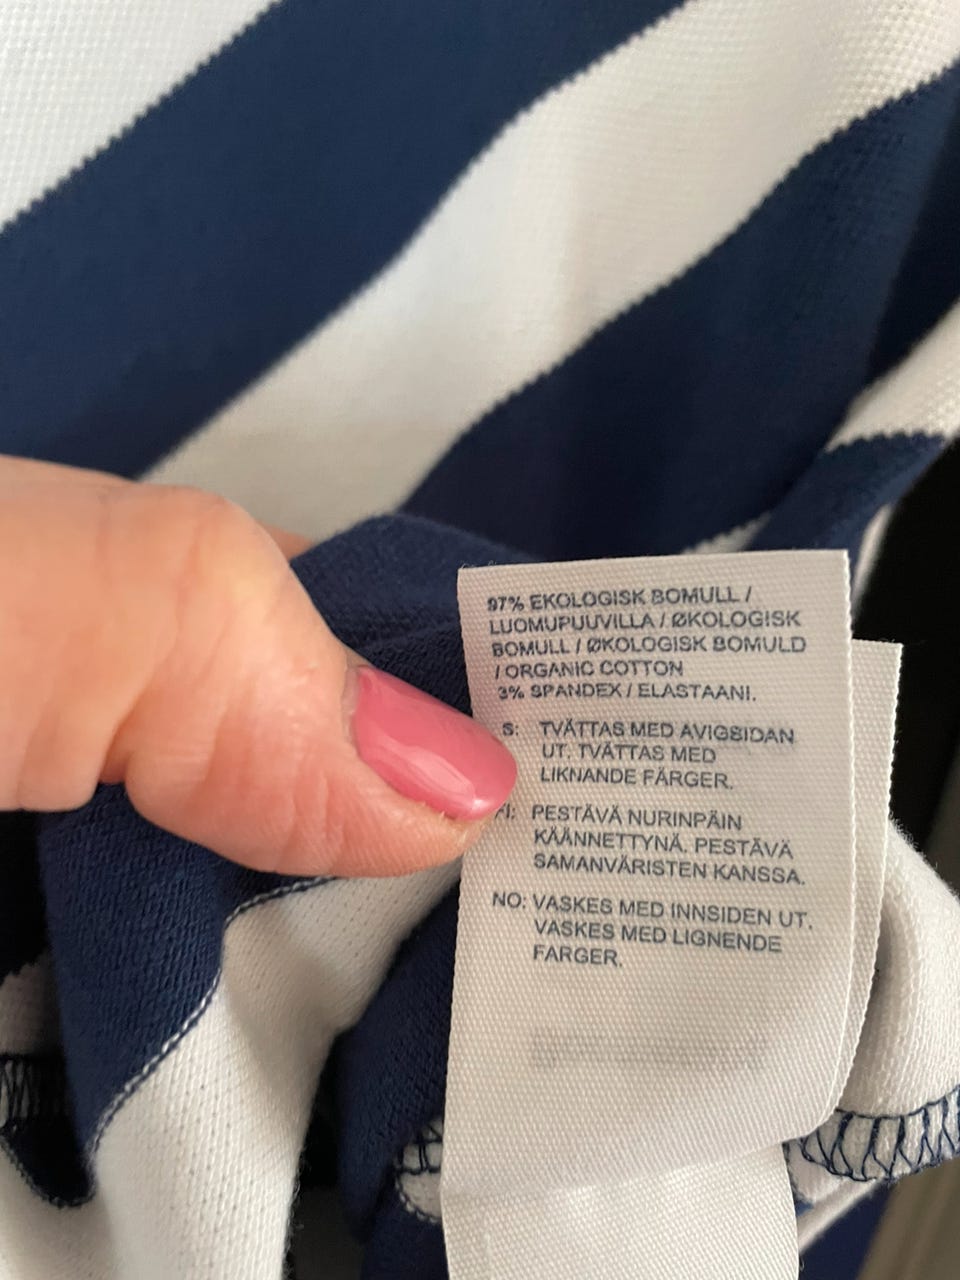 97% EKOLOGISK BOMULL /
LUOMUPUUVILLA / ØKOLOGISK
BOMULL / ØKOLOGISK BOMULD
/ ORGANIC COTTON
3% SPANDEX / ELASTAANI.
S: TVÄTTAS MED AVIGSIDAN
UT. TVÄTTAS MED
LIKNANDE FÄRGER.
FI: PESTÄVÄ NURINPÄIN
KÄÄNNETTYNÄ. PESTÄVÄ
SAMANVÄRISTEN KANSSA.
NO: VASKES MED INNSIDEN UT.
VASKES MED LIGNENDE
FARGER.